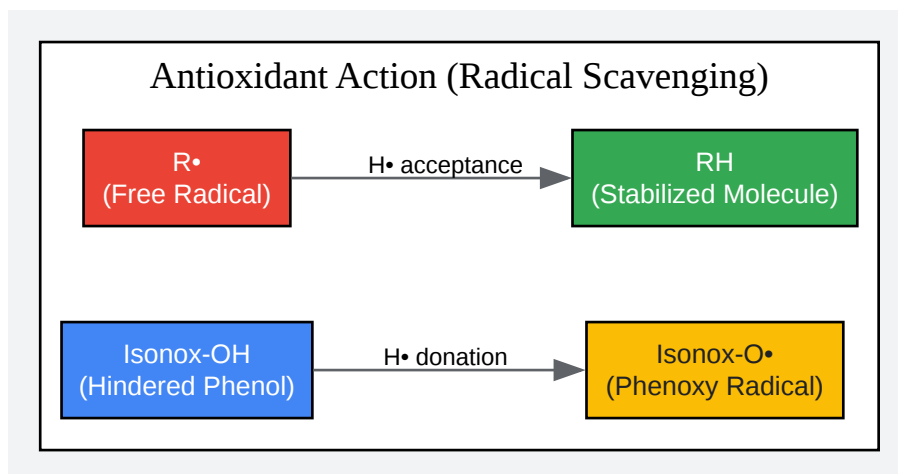 Antioxidant Action (Radical Scavenging)
R•
(Free Radical)
H• acceptance
RH
(Stabilized Molecule)
Isonox-OH
(Hindered Phenol)
H• donation
Isonox-O•
(Phenoxy Radical)